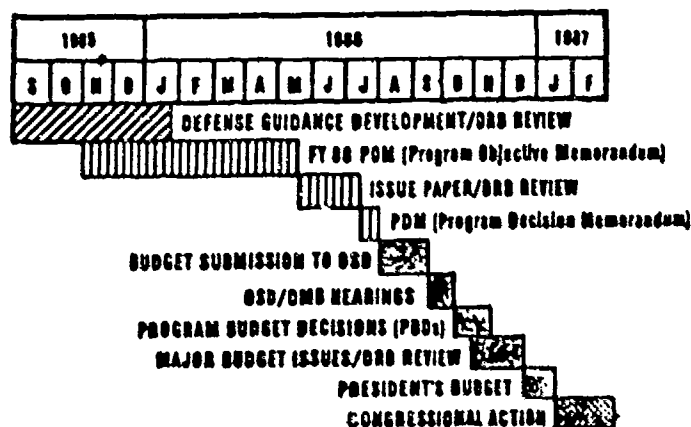 1985 1986 1987
S O N D J F M A M J J A S O N D J F
DEFENSE GUIDANCE DEVELOPMENT/DRB REVIEW
FY 88 POM (Program Objective Memorandum)
ISSUE PAPER/DRB REVIEW
PDM (Program Decision Memorandum)
BUDGET SUBMISSION TO OSD
OSD/OMB HEARINGS
PROGRAM BUDGET DECISIONS (PBDs)
MAJOR BUDGET ISSUES/DRB REVIEW
PRESIDENT'S BUDGET
CONGRESSIONAL ACTION